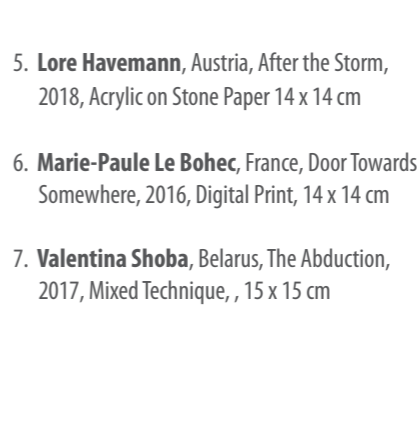 5. Lore Havemann, Austria, After the Storm,
2018, Acrylic on Stone Paper 14 x 14 cm
6. Marie-Paule Le Bohec, France, Door Towards
Somewhere, 2016, Digital Print, 14 x 14 cm
7. Valentina Shoba, Belarus, The Abduction,
2017, Mixed Technique, , 15 x 15 cm